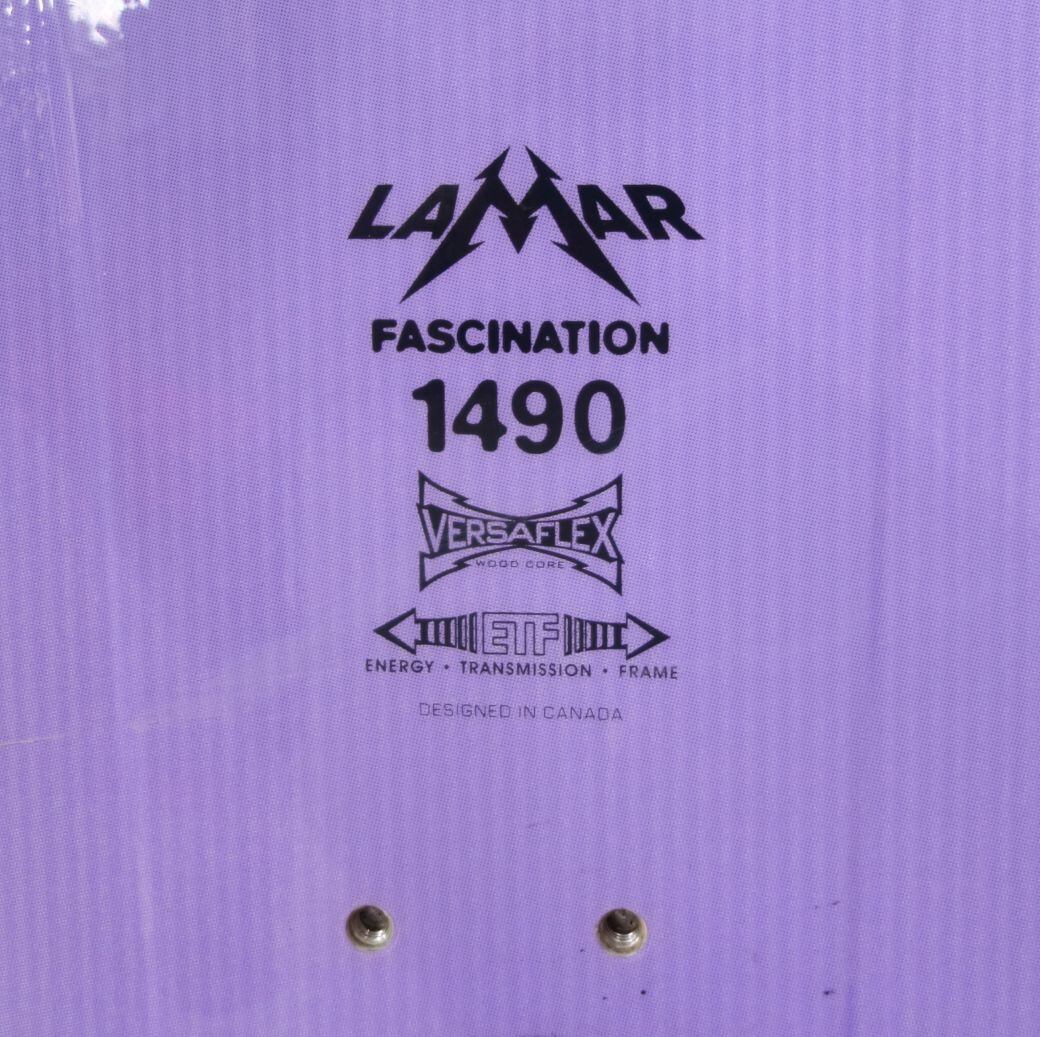 LAMAR
FASCINATION
1490
VERSAFLEX
WOOD CORE
ETF
ENERGY · TRANSMISSION · FRAME
DESIGNED IN CANADA